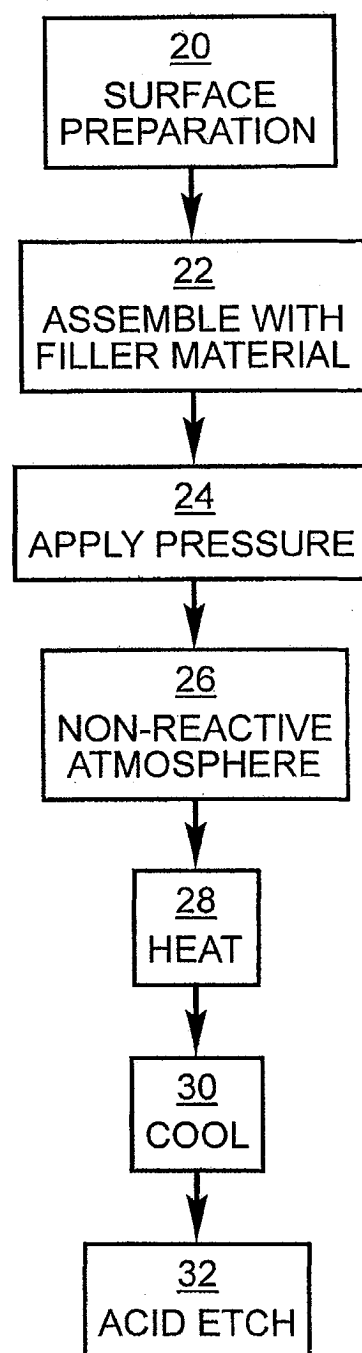 20
SURFACE
PREPARATION
22
ASSEMBLE WITH
FILLER MATERIAL
24
APPLY PRESSURE
26
NON-REACTIVE
ATMOSPHERE
28
HEAT
30
COOL
32
ACID ETCH